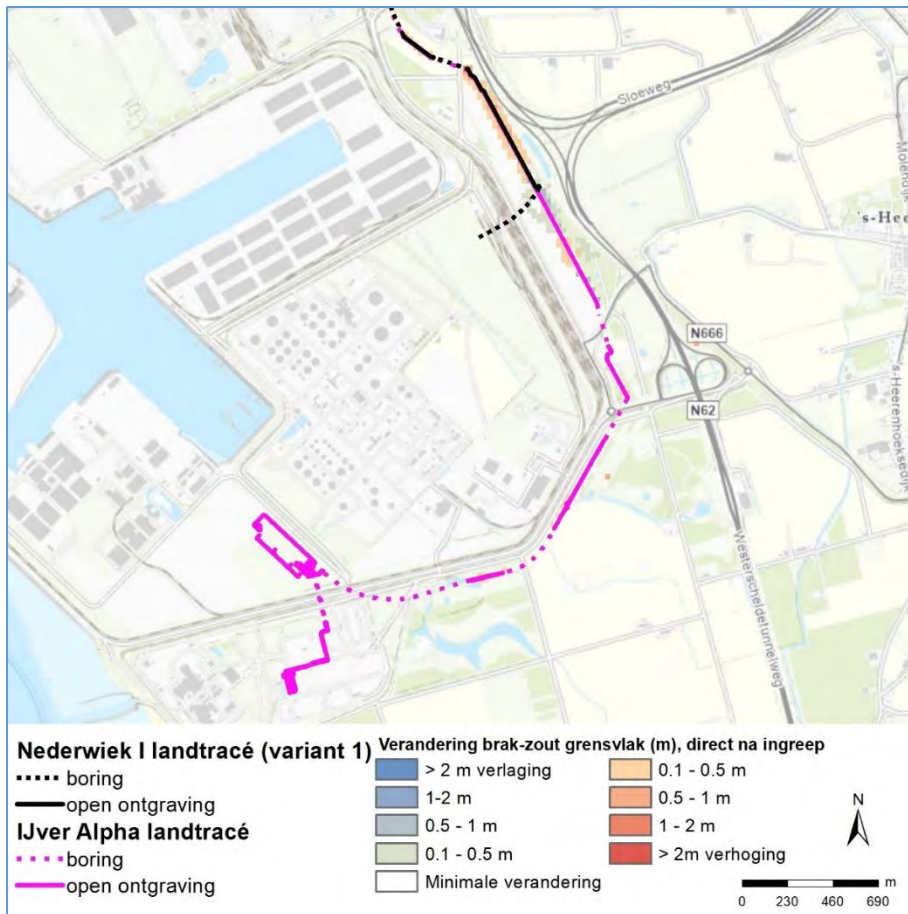 Sloeweg
Molendijk
's-Hee
N666
N62
's-Heerenhoeksedijk
Westerscheldetunnelweg
Nederwiek I landtracé (variant 1)
boring
open ontgraving
IJver Alpha landtracé
boring
open ontgraving
Verandering brak-zout grensvlak (m), direct na ingreep
> 2 m verlaging
1-2 m
0.5 - 1 m
0.1 - 0.5 m
Minimale verandering
0.1 - 0.5 m
0.5 - 1 m
1 - 2 m
> 2m verhoging
N
m
0 230 460 690